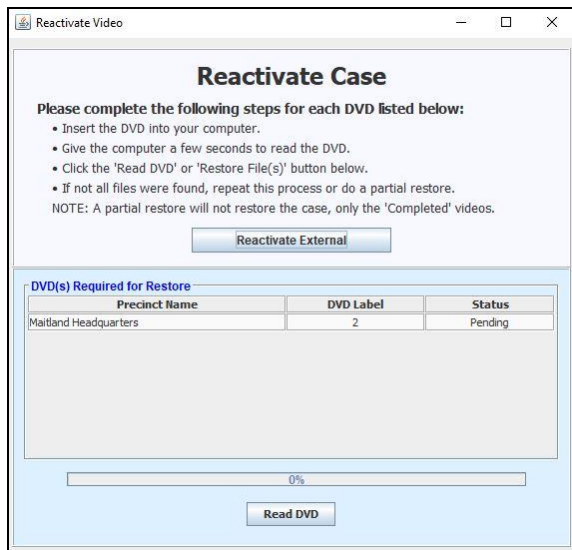 Reactivate Video
Reactivate Case
Please complete the following steps for each DVD listed below:
• Insert the DVD into your computer.
• Give the computer a few seconds to read the DVD.
• Click the 'Read DVD' or 'Restore File(s)' button below.
• If not all files were found, repeat this process or do a partial restore.
NOTE: A partial restore will not restore the case, only the 'Completed' videos.
Reactivate External
DVD(s) Required for Restore
Precinct Name DVD Label Status
Maitland Headquarters 2 Pending
0%
Read DVD